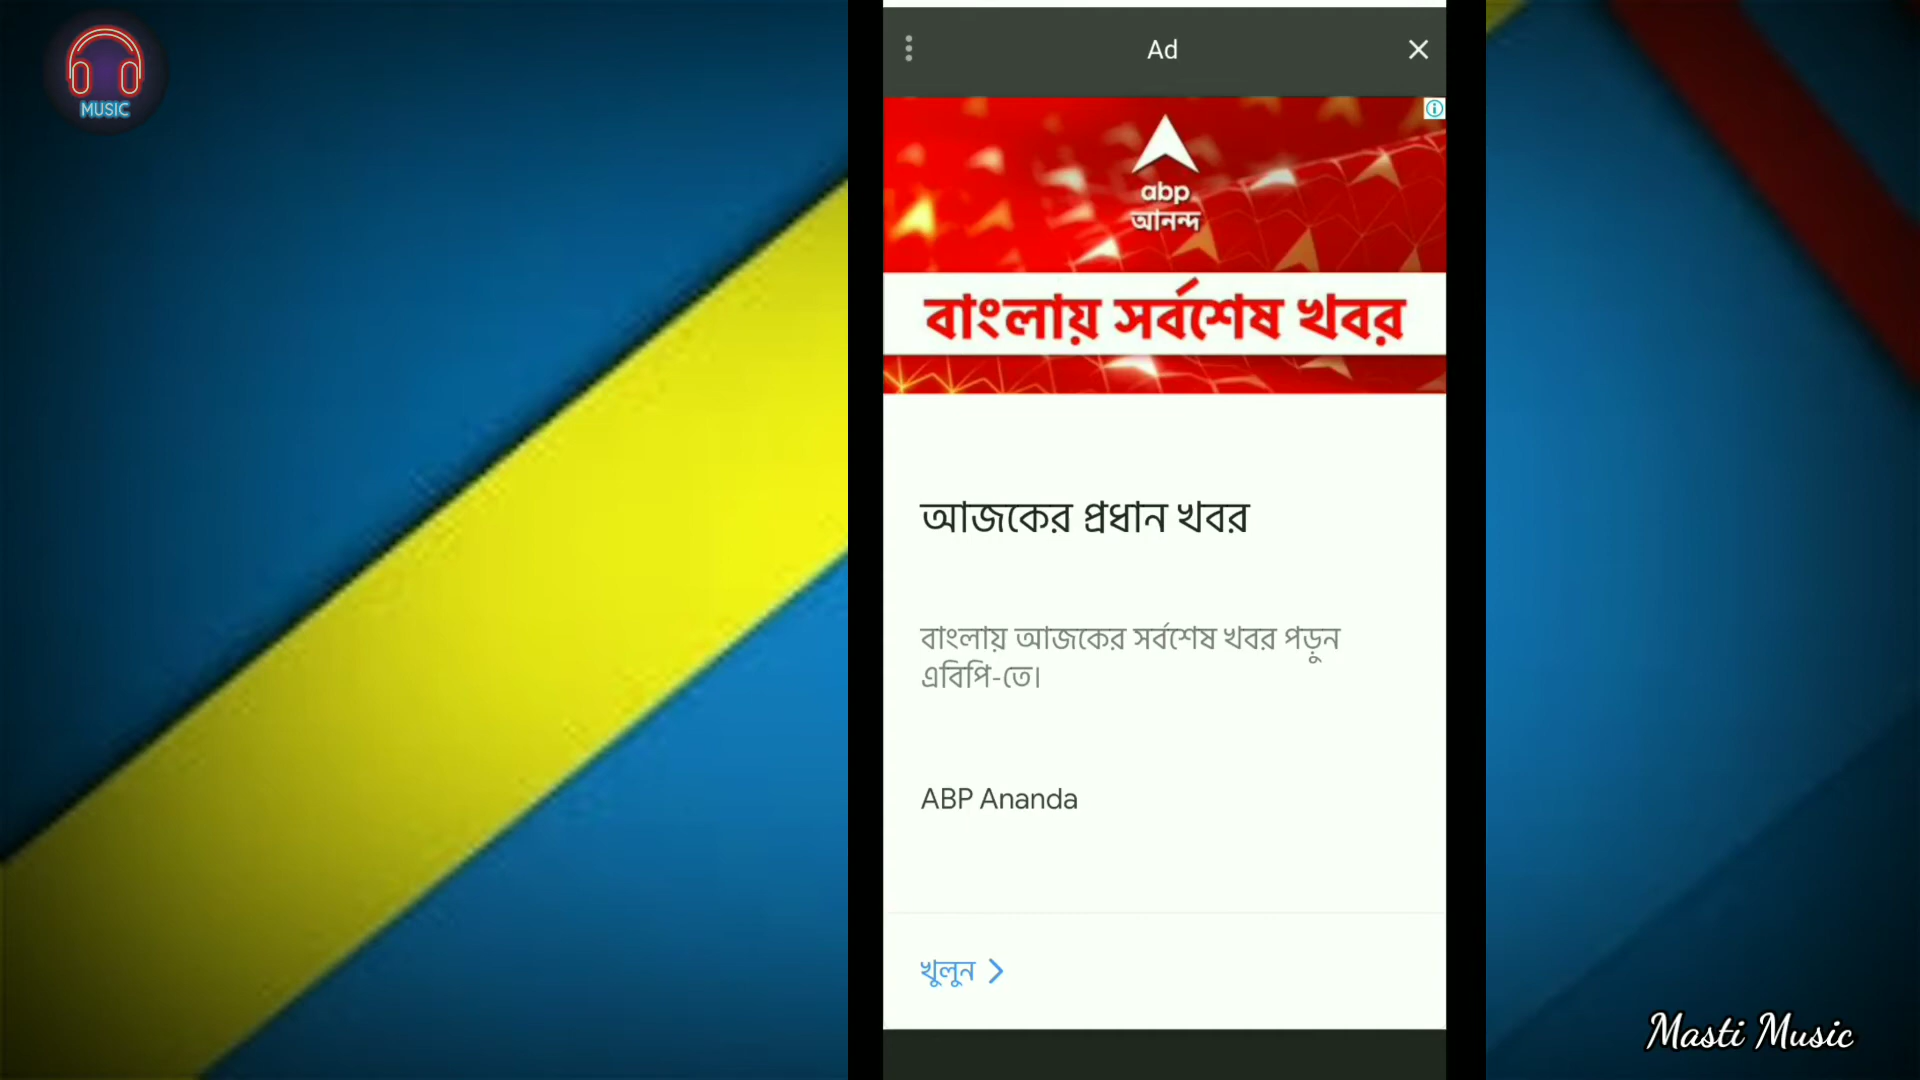 MUSIC
Ad
abp
আনন্দ
বাংলায় সর্বশেষ খবর
আজকের প্রধান খবর
বাংলায় আজকের সর্বশেষ খবর পড়ুন
এবিপি-তে।
ABP Ananda
খুলুন
Masti Music